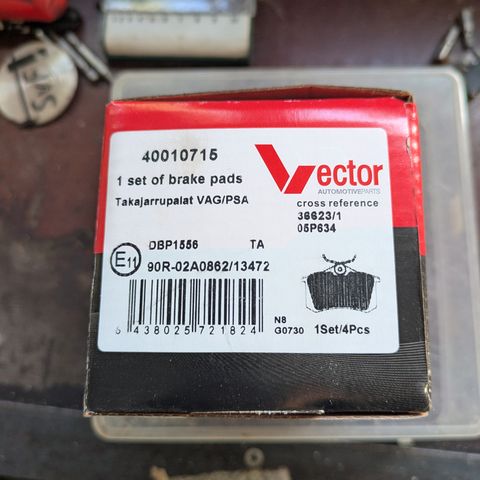 40010715
1 set of brake pads
Takajarrupalat VAG/PSA
Vector
AUTOMOTIVEPARTS
cross reference
36623/1
05P634
DBP1556 TA
E11
90R-02A0862/13472
6 438025 721824
N8
G0730
1Set/4Pcs